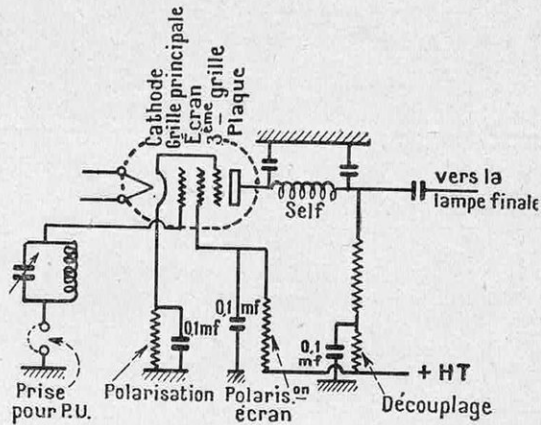 Cathode
Grille principale
Écran
3ème grille
Plaque
vers la
lampe finale
Self
0,1mf
0,1
mf
0,1
mf
+ HT
Prise
pour P.U.
Polarisation
Polaris.on
écran
Découplage